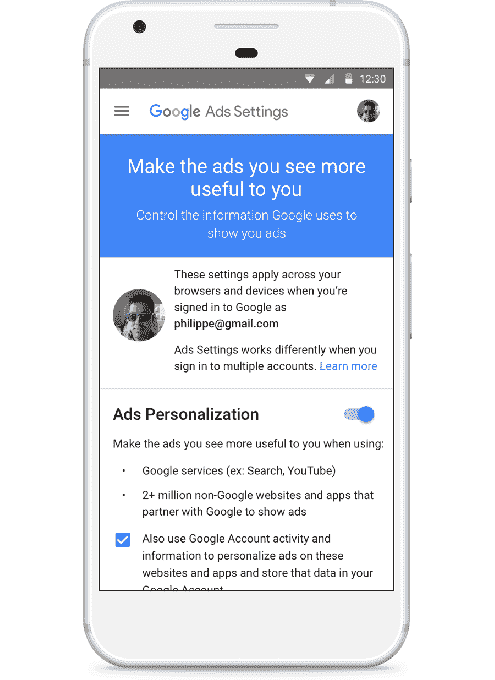 12:30
Google Ads Settings
Make the ads you see more
useful to you
Control the information Google uses to
show you ads
These settings apply across your
browsers and devices when you're
signed in to Google as
philippe@gmail.com
Ads Settings works differently when you
sign in to multiple accounts. Learn more
Ads Personalization
Make the ads you see more useful to you when using:
• Google services (ex: Search, YouTube)
• 2+ million non-Google websites and apps that
partner with Google to show ads
Also use Google Account activity and
information to personalize ads on these
websites and apps and store that data in your
Google Account